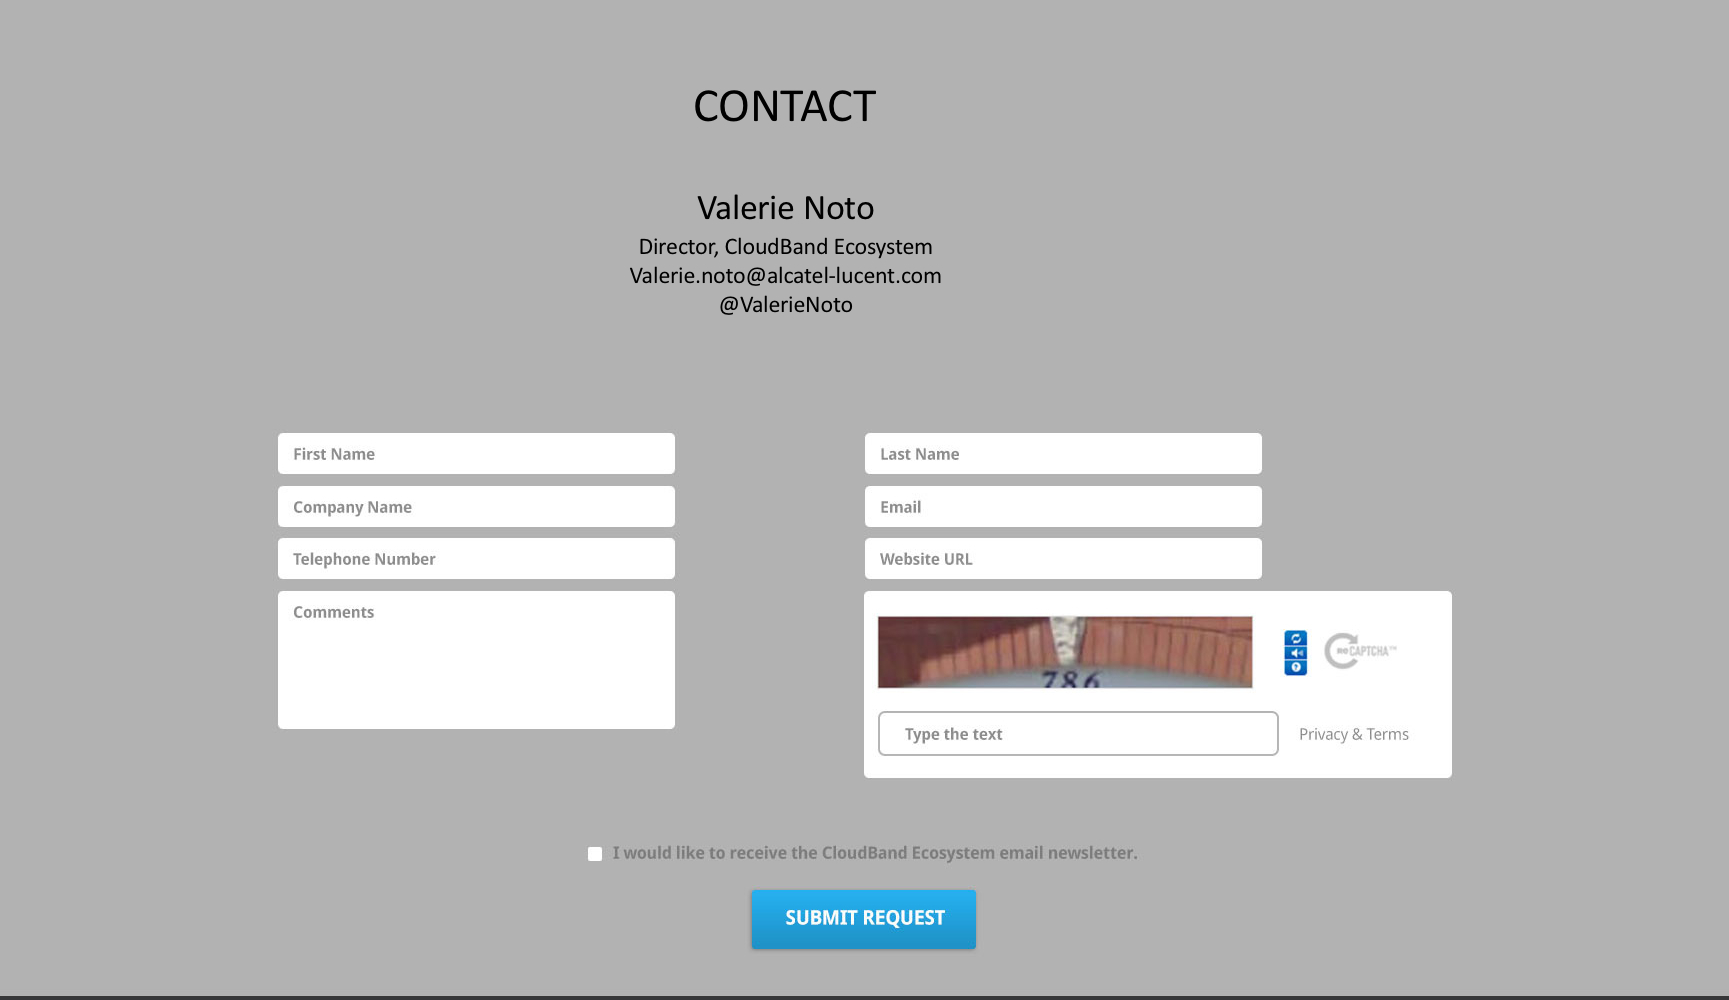 CONTACT
Valerie Noto
Director, CloudBand Ecosystem
Valerie.noto@alcatel-lucent.com
@ValerieNoto
First Name
Last Name
Company Name
Email
Telephone Number
Website URL
Comments
786
reCAPTCHA™
Type the text
Privacy & Terms
I would like to receive the CloudBand Ecosystem email newsletter.
SUBMIT REQUEST